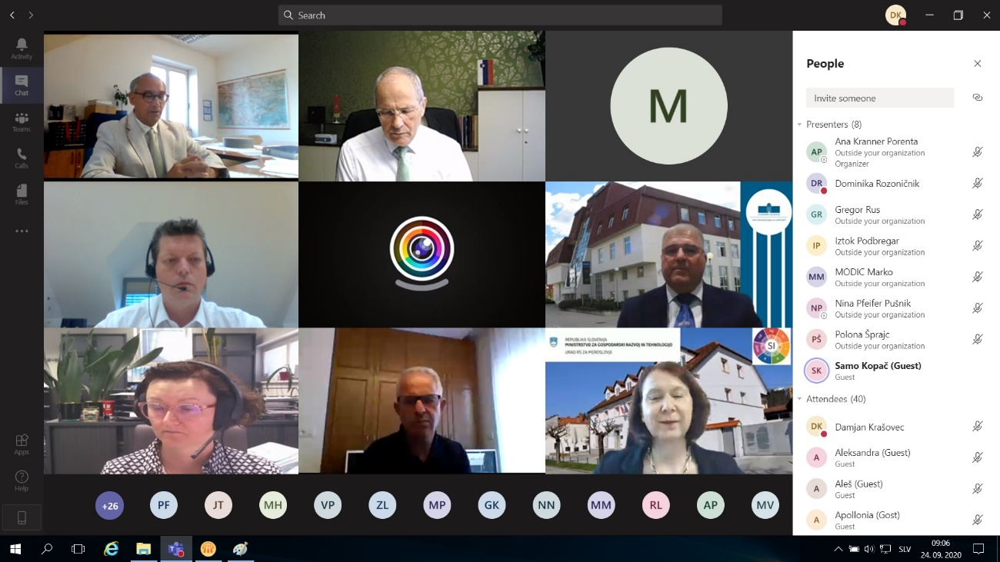 Search
DK
Activity
Chat
Teams
Calls
Files
Apps
Help
M
REPUBLIKA SLOVENIJA
MINISTRSTVO ZA GOSPODARSKI RAZVOJ IN TEHNOLOGIJO
URAD RS ZA MEROSLOVJE
SI
+26
PF
JT
MH
VP
ZL
MP
GK
NN
MM
RL
AP
MV
People
Invite someone
Presenters (8)
AP
Ana Kranner Porenta
Outside your organization
Organizer
DR
Dominika Rozoničnik
GR
Gregor Rus
Outside your organization
IP
Iztok Podbregar
Outside your organization
MM
MODIC Marko
Outside your organization
NP
Nina Pfeifer Pušnik
Outside your organization
PŠ
Polona Šprajc
Outside your organization
SK
Samo Kopač (Guest)
Guest
Attendees (40)
DK
Damjan Krašovec
A
Aleksandra (Guest)
Guest
A
Aleš (Guest)
Guest
A
Apollonia (Gost)
Guest
SLV
09:06
24. 09. 2020